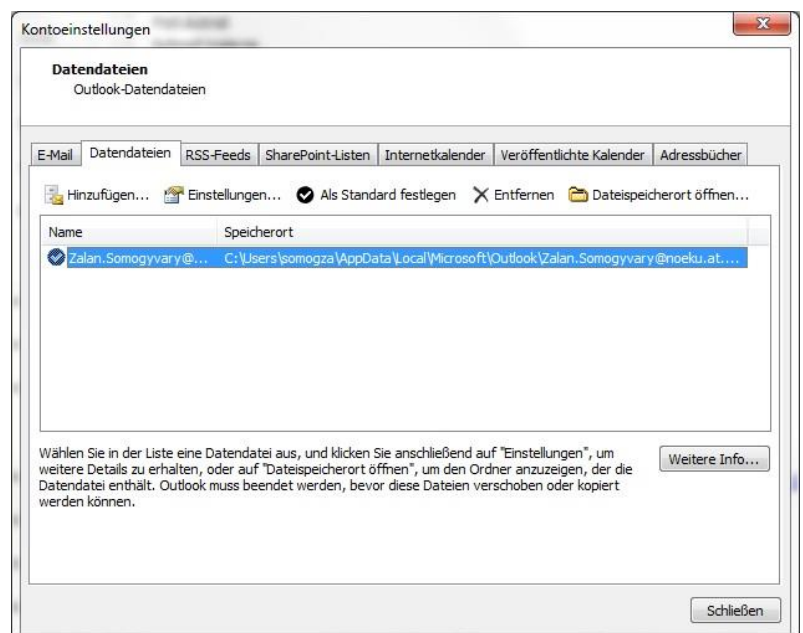 Kontoeinstellungen
Datendateien
Outlook-Datendateien
E-Mail Datendateien RSS-Feeds SharePoint-Listen Internetkalender Veröffentlichte Kalender Adressbücher
Hinzufügen... Einstellungen... Als Standard festlegen Entfernen Dateispeicherort öffnen...
Name Speicherort
Zalan.Somogyvary@... C:\Users\somogza\AppData\Local\Microsoft\Outlook\Zalan.Somogyvary@noeku.at....
Wählen Sie in der Liste eine Datendatei aus, und klicken Sie anschließend auf "Einstellungen", um
weitere Details zu erhalten, oder auf "Dateispeicherort öffnen", um den Ordner anzuzeigen, der die
Datendatei enthält. Outlook muss beendet werden, bevor diese Dateien verschoben oder kopiert
werden können.
Weitere Info...
Schließen